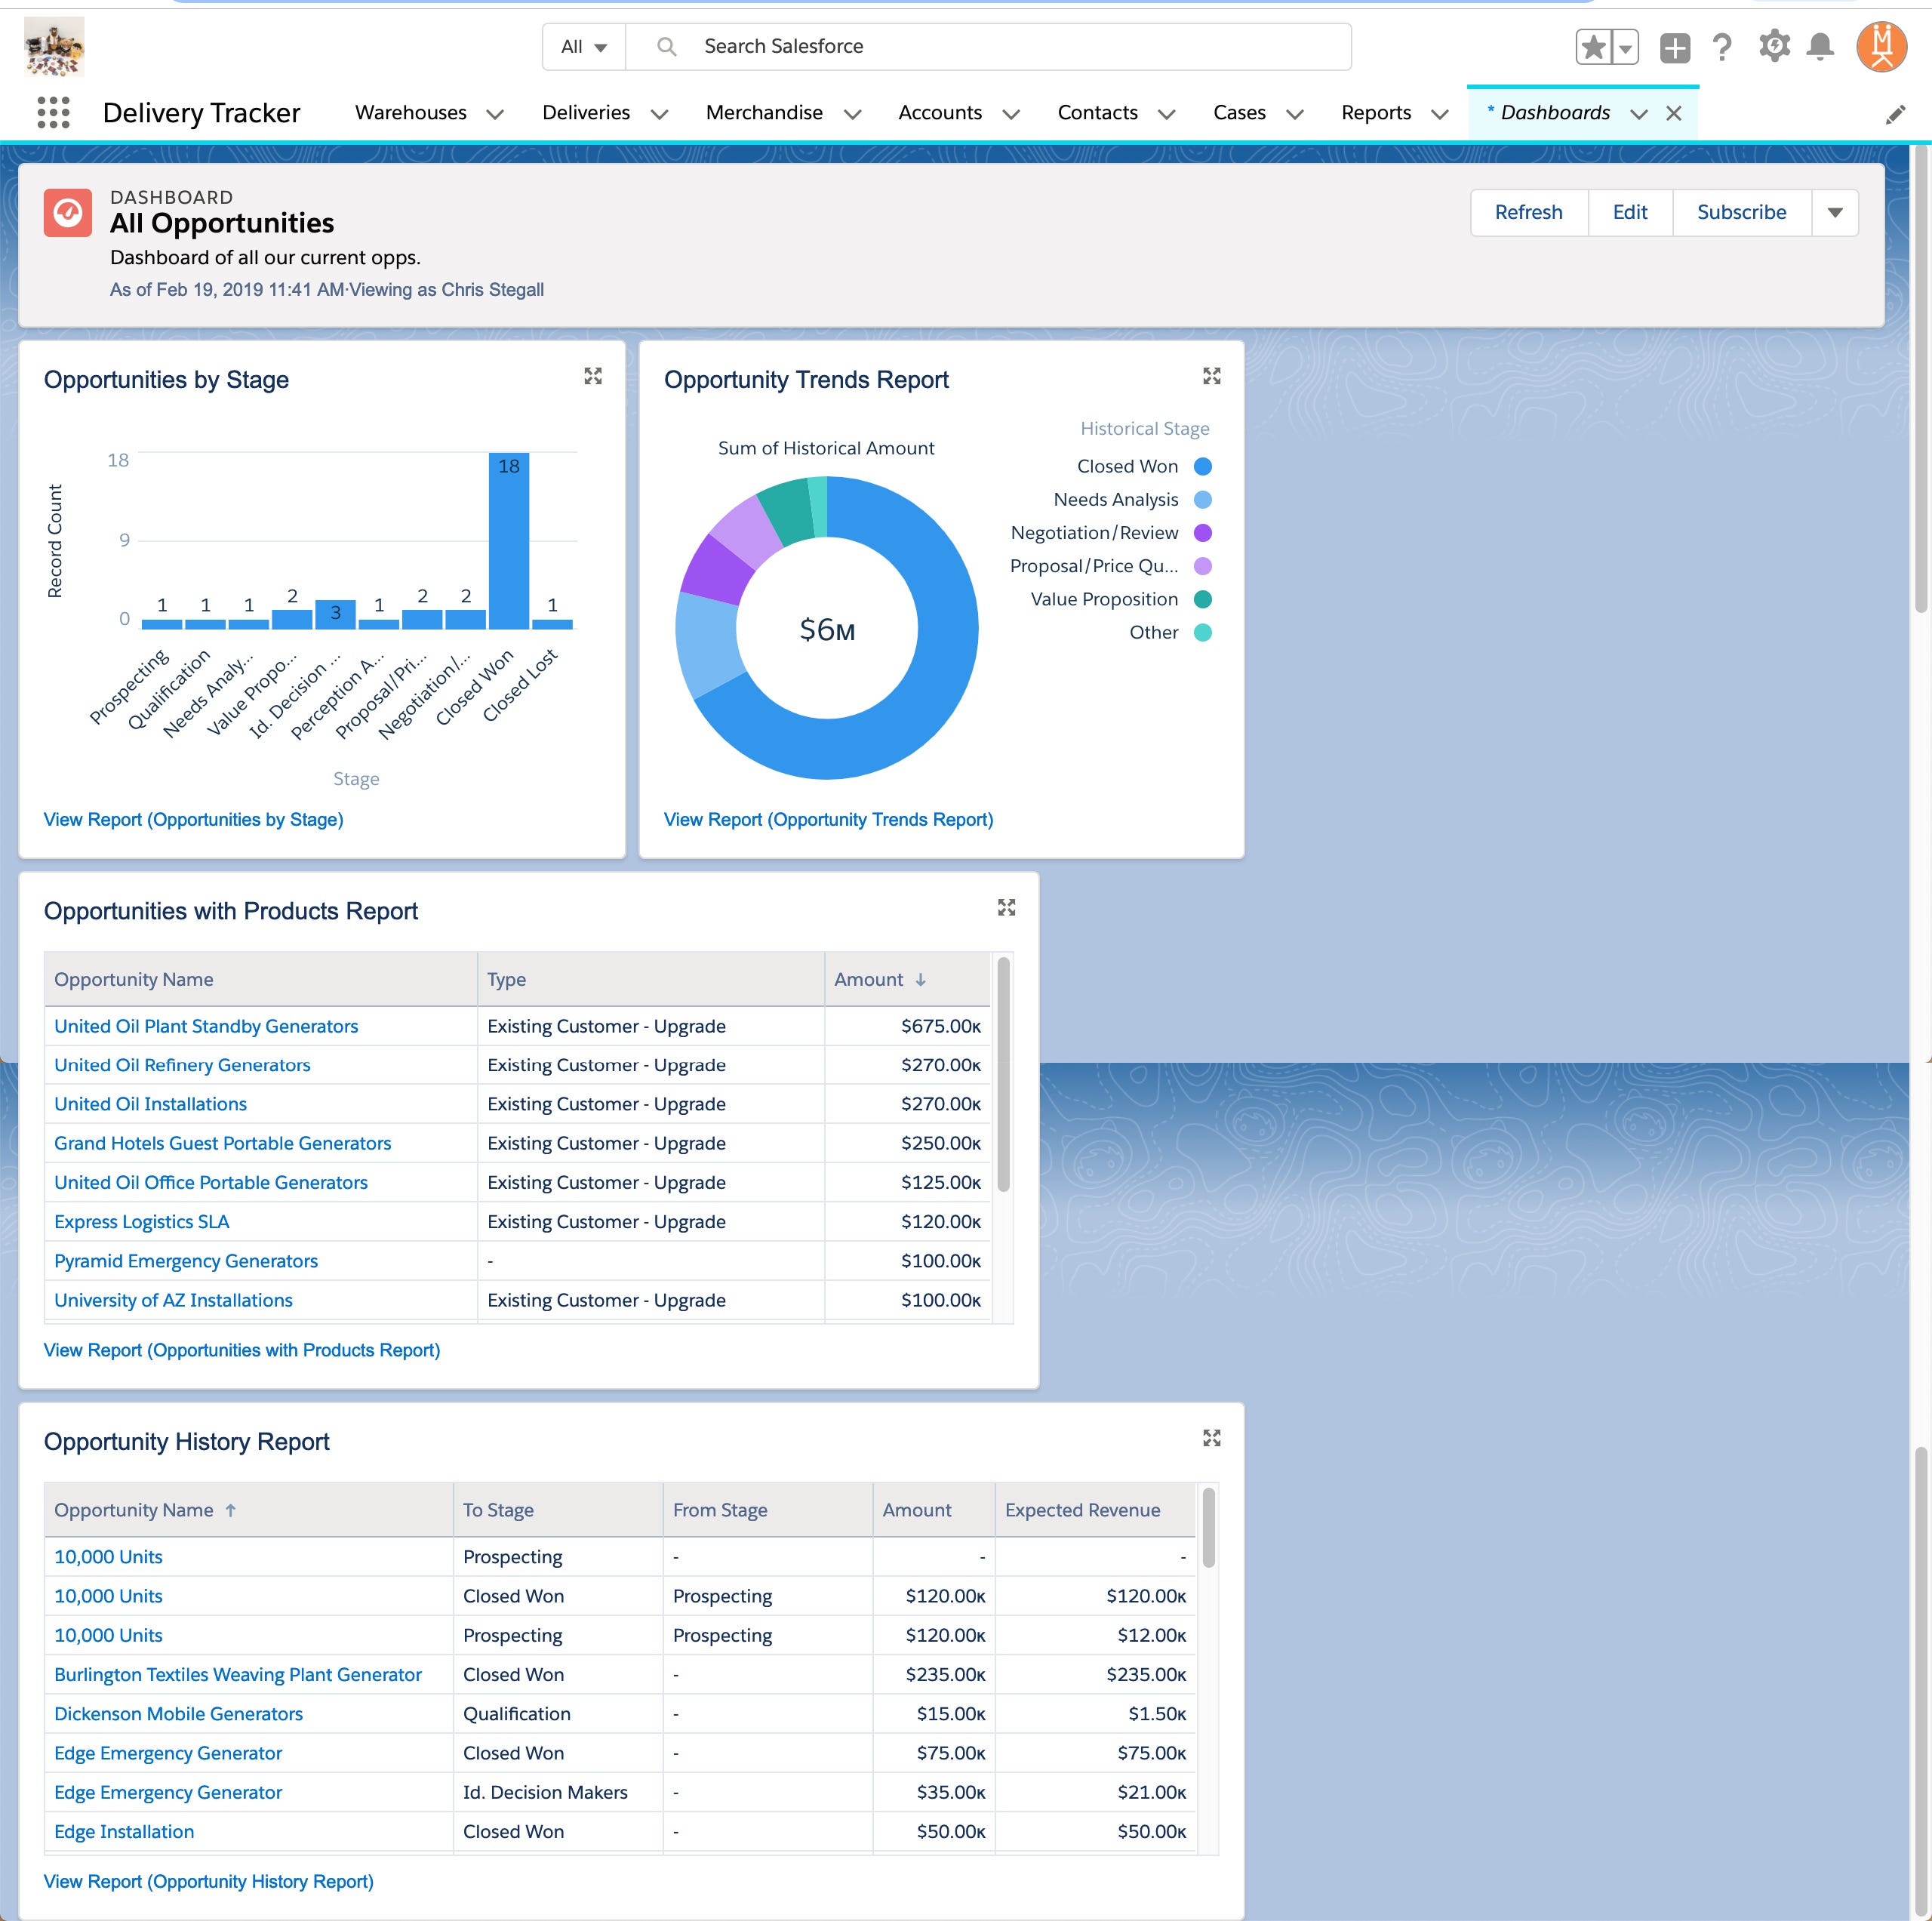 All Search Salesforce
Delivery Tracker Warehouses Deliveries Merchandise Accounts Contacts Cases Reports * Dashboards
DASHBOARD
All Opportunities
Dashboard of all our current opps.
As of Feb 19, 2019 11:41 AM·Viewing as Chris Stegall
Refresh Edit Subscribe
Opportunities by Stage
Record Count
18
9
0
1 1 1 2 3 1 2 2 18 1
Prospecting
Qualification
Needs Analy...
Value Propo...
Id. Decision ...
Perception A...
Proposal/Pri...
Negotiation/...
Closed Won
Closed Lost
Stage
View Report (Opportunities by Stage)
Opportunity Trends Report
Sum of Historical Amount
$6M
Historical Stage
Closed Won
Needs Analysis
Negotiation/Review
Proposal/Price Qu...
Value Proposition
Other
View Report (Opportunity Trends Report)
Opportunities with Products Report
Opportunity Name Type Amount ↓
United Oil Plant Standby Generators Existing Customer - Upgrade $675.00K
United Oil Refinery Generators Existing Customer - Upgrade $270.00K
United Oil Installations Existing Customer - Upgrade $270.00K
Grand Hotels Guest Portable Generators Existing Customer - Upgrade $250.00K
United Oil Office Portable Generators Existing Customer - Upgrade $125.00K
Express Logistics SLA Existing Customer - Upgrade $120.00K
Pyramid Emergency Generators - $100.00K
University of AZ Installations Existing Customer - Upgrade $100.00K
View Report (Opportunities with Products Report)
Opportunity History Report
Opportunity Name ↑ To Stage From Stage Amount Expected Revenue
10,000 Units Prospecting - - -
10,000 Units Closed Won Prospecting $120.00K $120.00K
10,000 Units Prospecting Prospecting $120.00K $12.00K
Burlington Textiles Weaving Plant Generator Closed Won - $235.00K $235.00K
Dickenson Mobile Generators Qualification - $15.00K $1.50K
Edge Emergency Generator Closed Won - $75.00K $75.00K
Edge Emergency Generator Id. Decision Makers - $35.00K $21.00K
Edge Installation Closed Won - $50.00K $50.00K
View Report (Opportunity History Report)